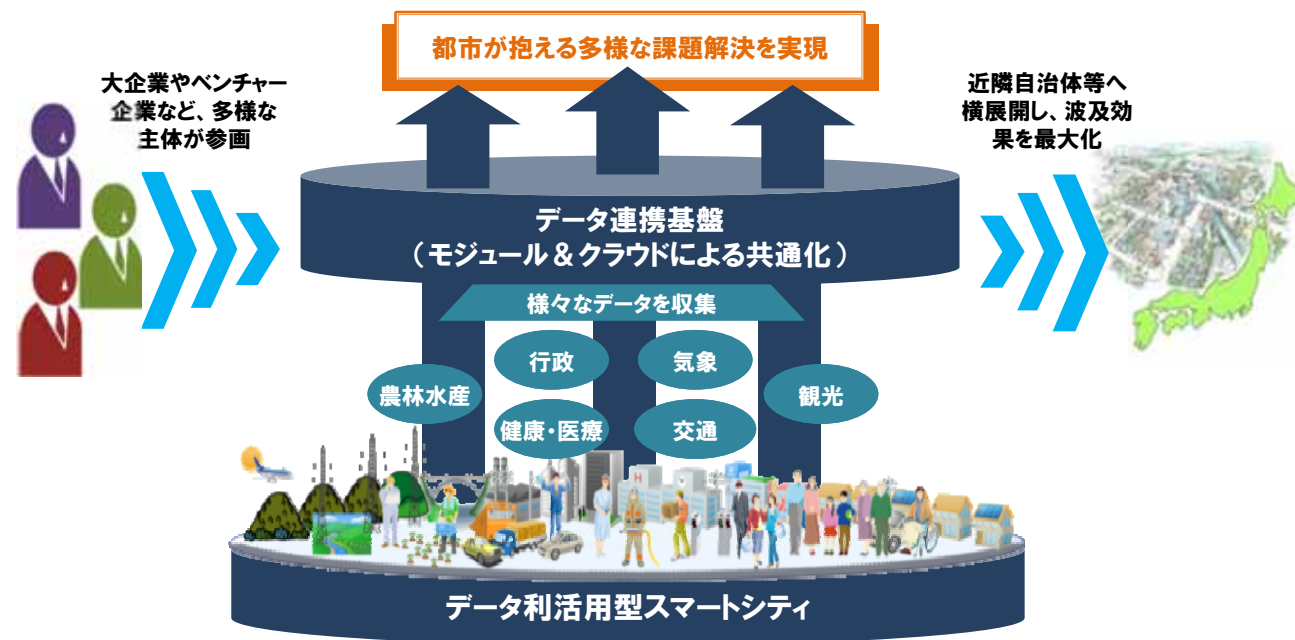 都市が抱える多様な課題解決を実現
大企業やベンチャー
企業など、多様な
主体が参画
近隣自治体等へ
横展開し、波及効
果を最大化
データ連携基盤
（モジュール＆クラウドによる共通化）
様々なデータを収集
行政
気象
農林水産
観光
健康・医療
交通
H
データ利活用型スマートシティ